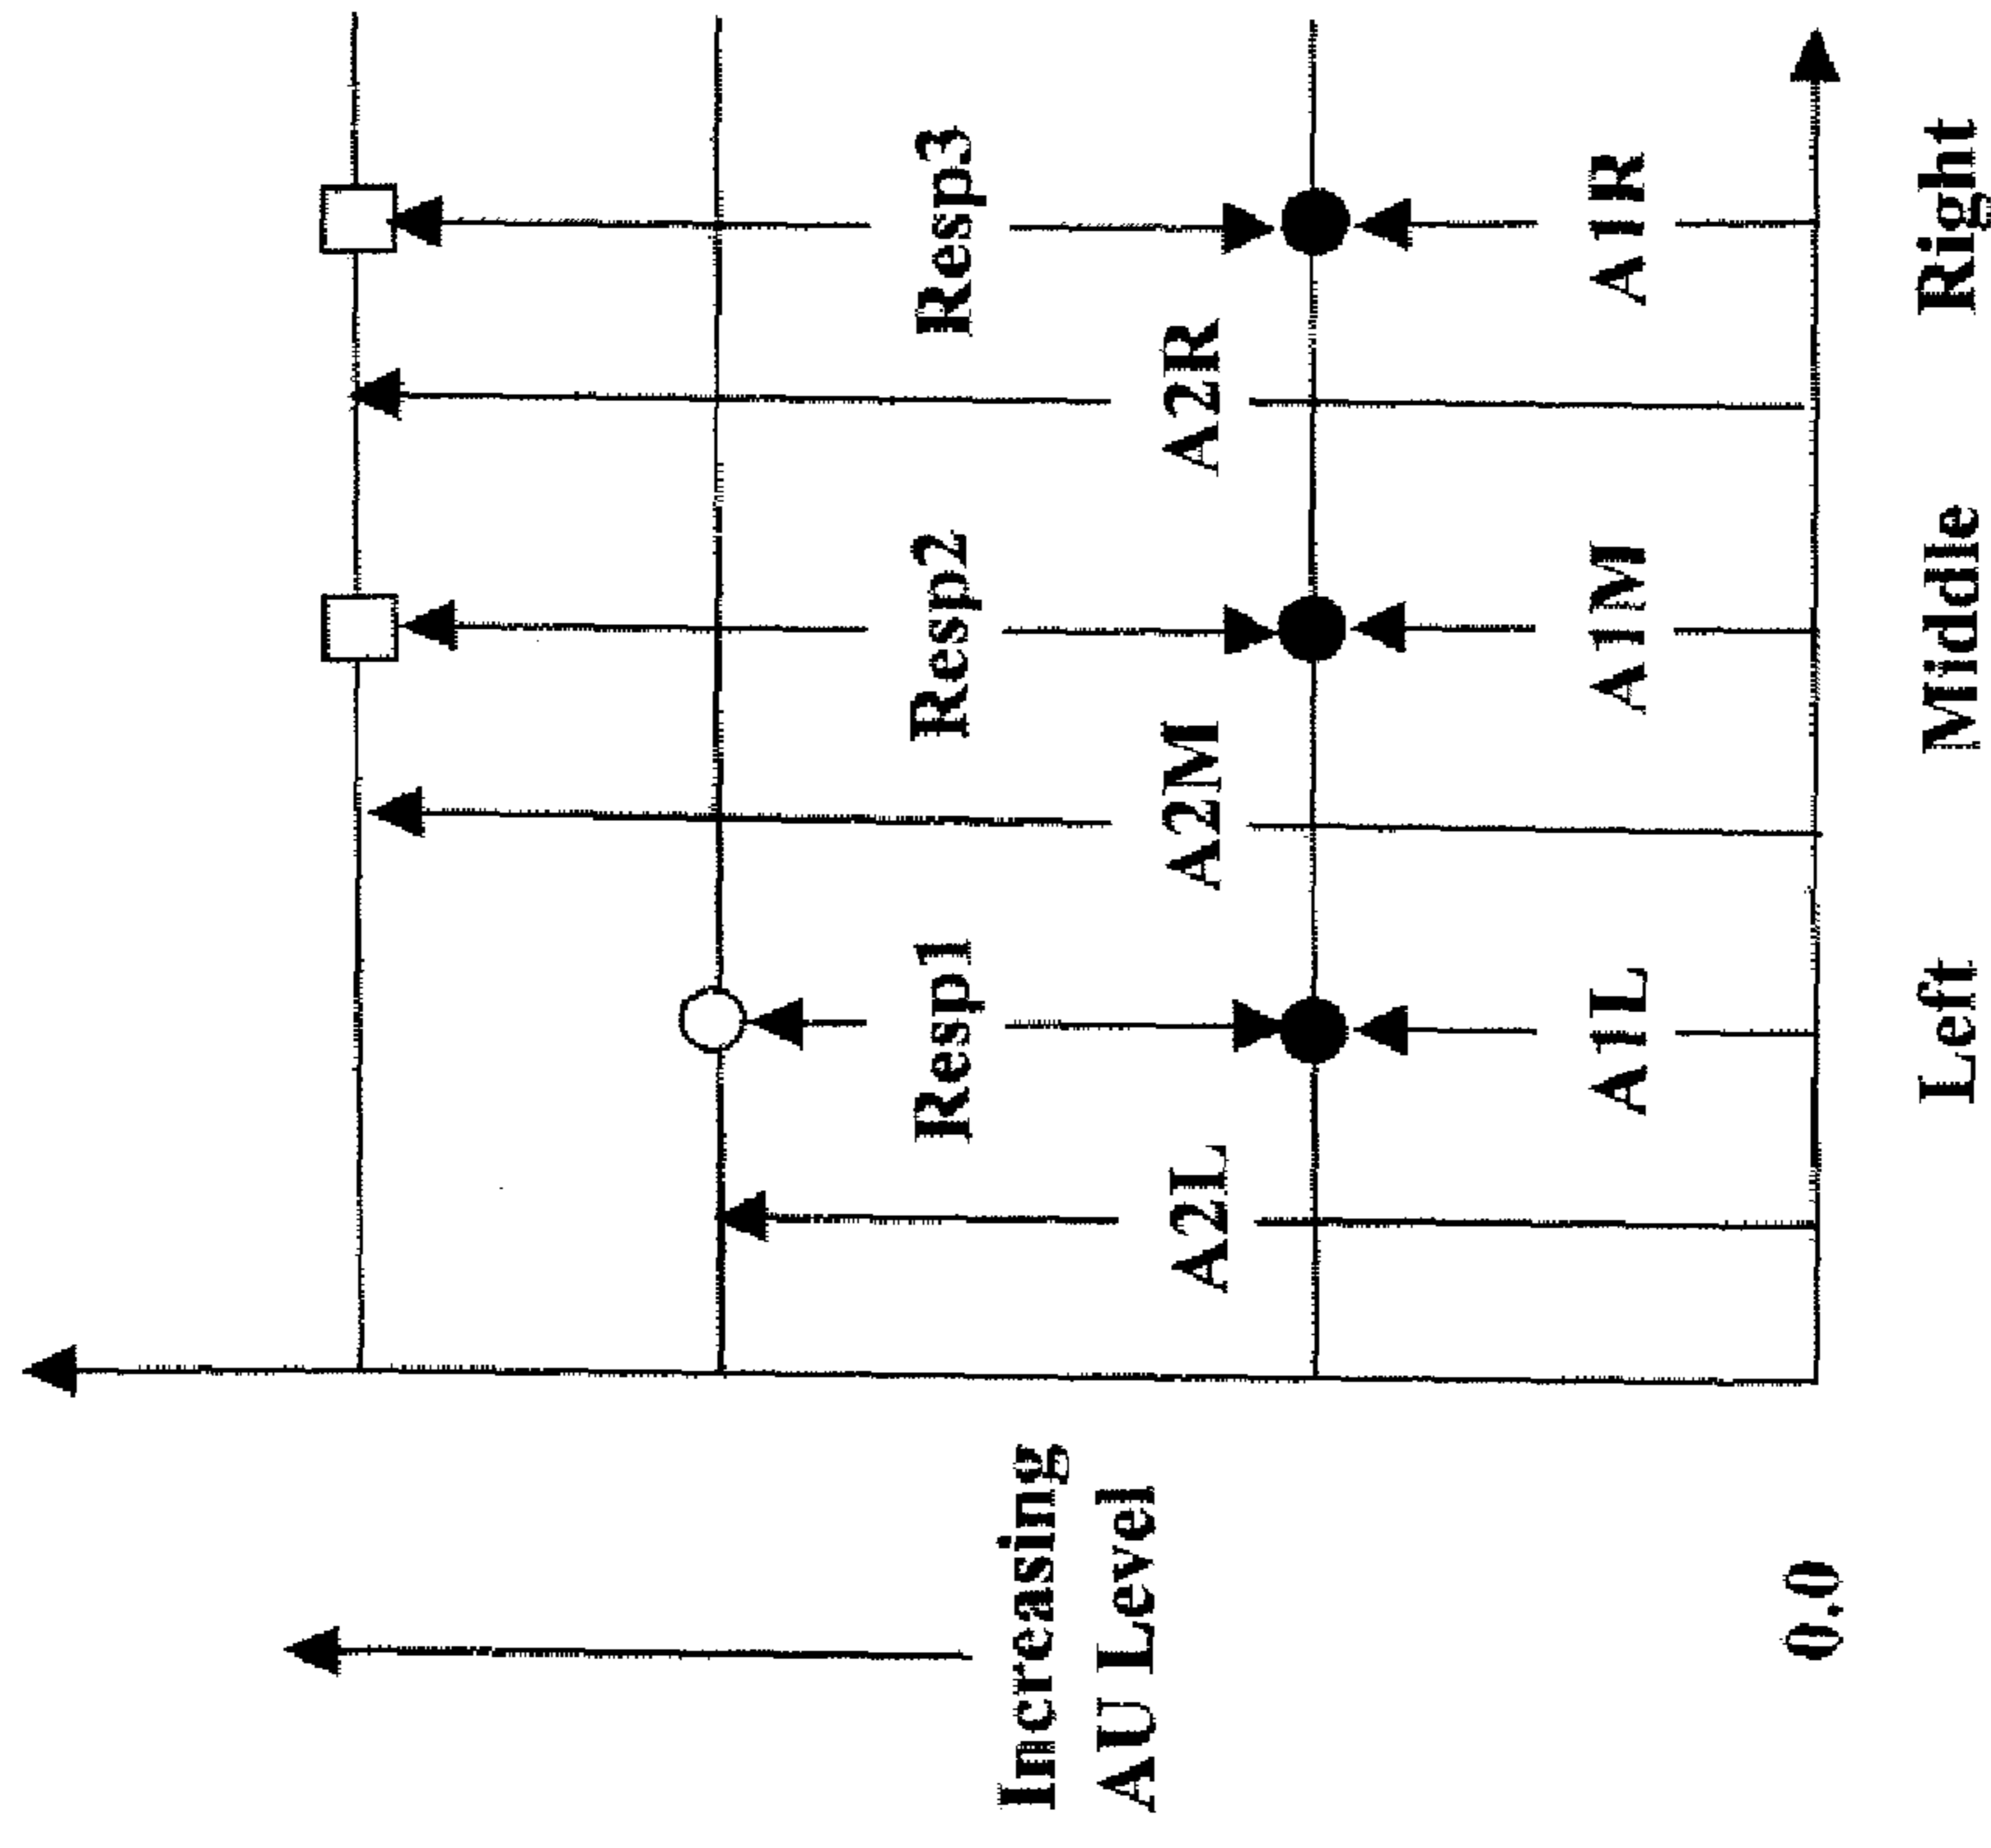 Resp1 Resp2 Resp3
Increasing
AU Level
A2L A2M A2R
A1L A1M A1R
0.0
Left Middle Right